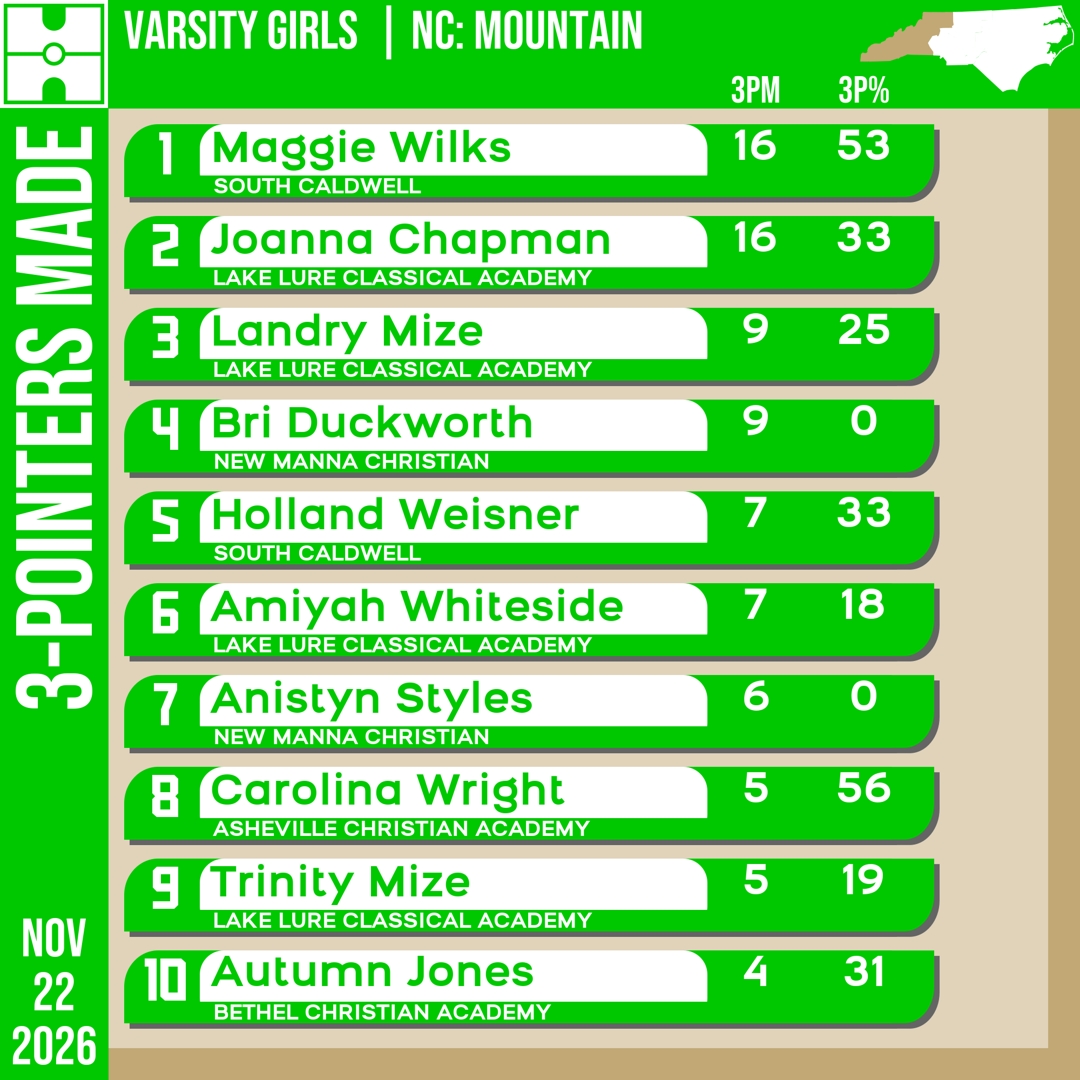 VARSITY GIRLS | NC: MOUNTAIN
3PM 3P%
3-POINTERS MADE
1 Maggie Wilks 16 53
SOUTH CALDWELL
2 Joanna Chapman 16 33
LAKE LURE CLASSICAL ACADEMY
3 Landry Mize 9 25
LAKE LURE CLASSICAL ACADEMY
4 Bri Duckworth 9 0
NEW MANNA CHRISTIAN
5 Holland Weisner 7 33
SOUTH CALDWELL
6 Amiyah Whiteside 7 18
LAKE LURE CLASSICAL ACADEMY
7 Anistyn Styles 6 0
NEW MANNA CHRISTIAN
8 Carolina Wright 5 56
ASHEVILLE CHRISTIAN ACADEMY
9 Trinity Mize 5 19
LAKE LURE CLASSICAL ACADEMY
10 Autumn Jones 4 31
BETHEL CHRISTIAN ACADEMY
NOV
22
2026